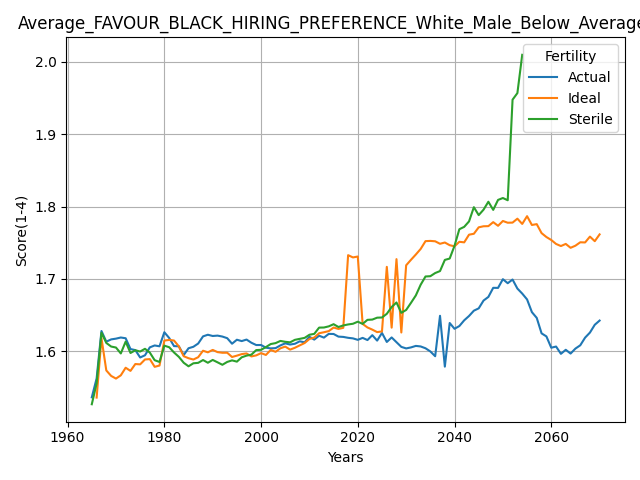 Average_FAVOUR_BLACK_HIRING_PREFERENCE_White_Male_Below_Average
Fertility
Actual
Ideal
Sterile
Score(1-4)
2.0
1.9
1.8
1.7
1.6
1960 1980 2000 2020 2040 2060
Years